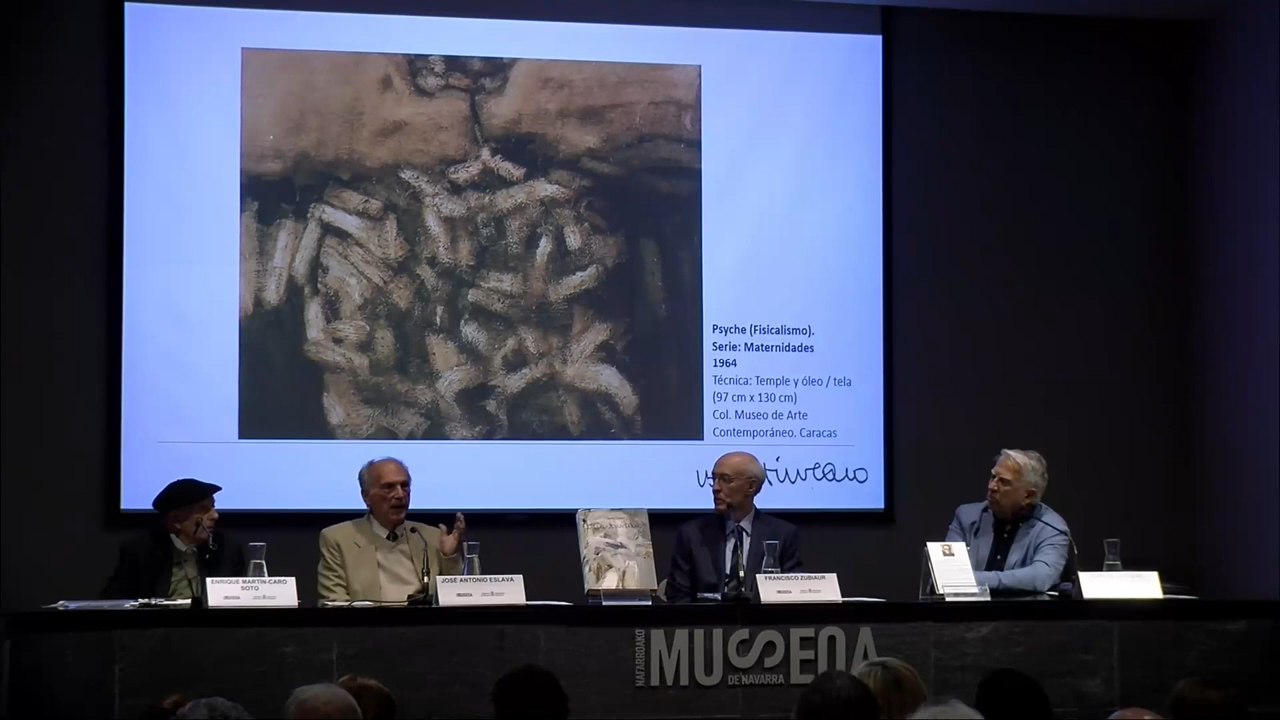 Psyche (Fisicalismo).
Serie: Maternidades
1964
Técnica: Temple y óleo / tela
(97 cm x 130 cm)
Col. Museo de Arte
Contemporáneo. Caracas
ENRIQUE MARTÍN-CARO
SOTO
JOSÉ ANTONIO ESLAVA
FRANCISCO ZUBIAUR
NAFARROAKO
MUSEOA
DE NAVARRA